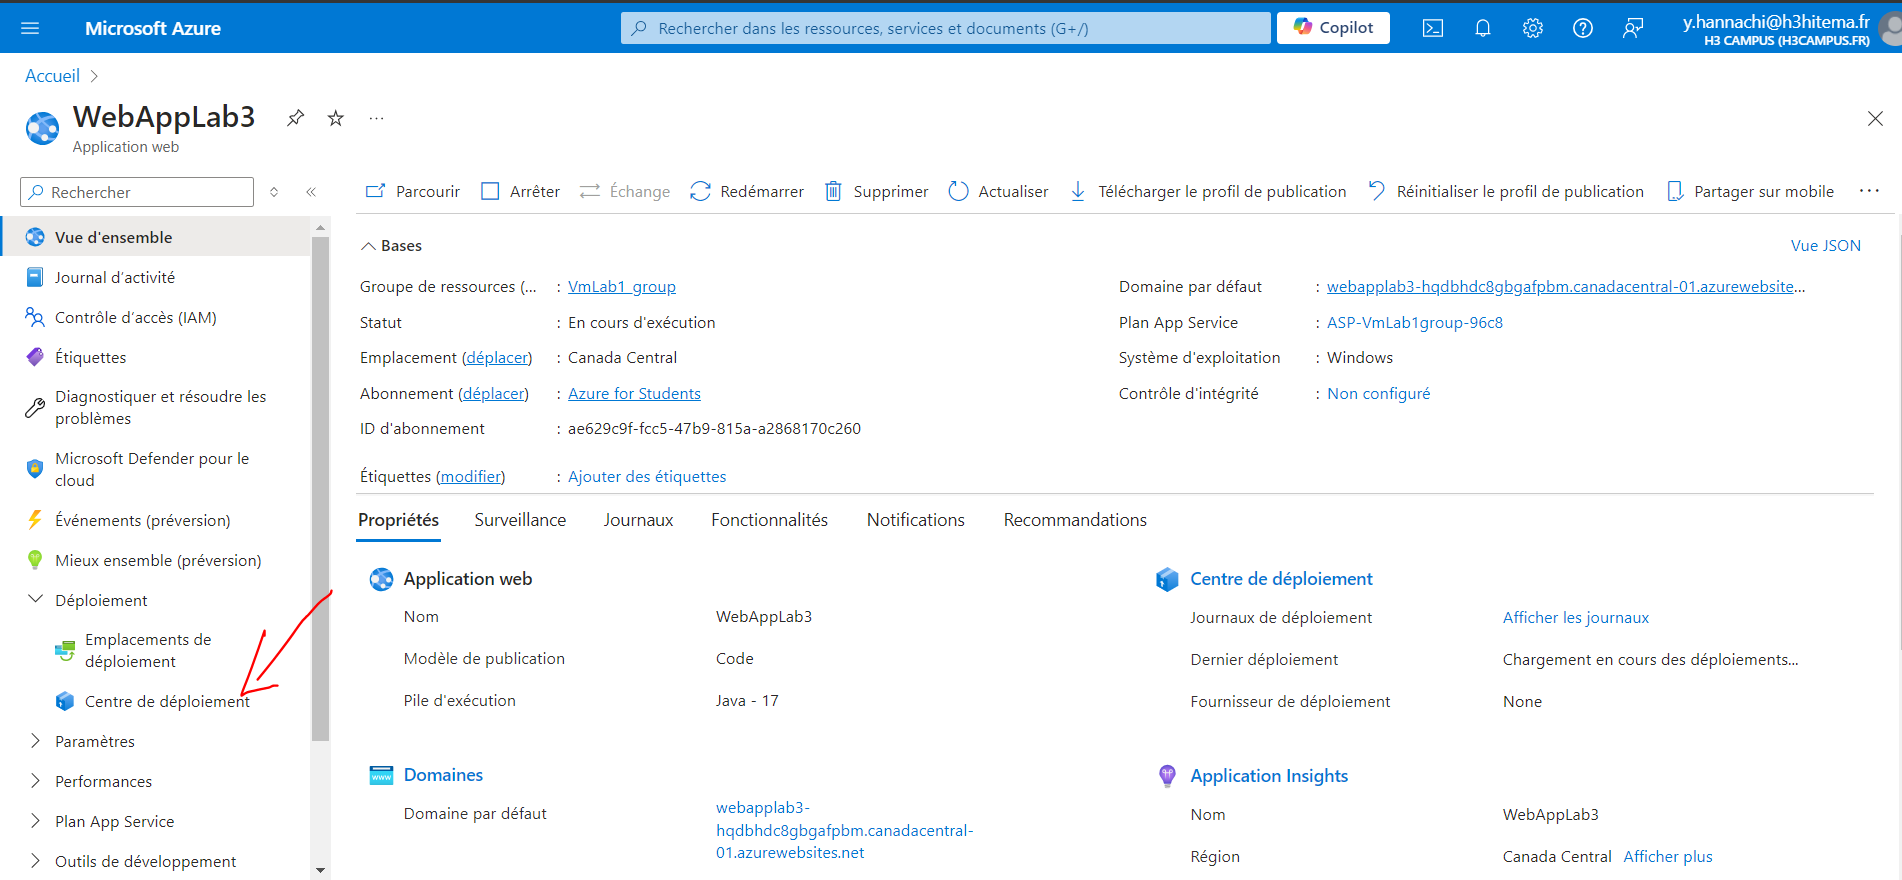 Microsoft Azure
Rechercher dans les ressources, services et documents (G+/)
Copilot
y.hannachi@h3hitema.fr
H3 CAMPUS (H3CAMPUS.FR)
Accueil
WebAppLab3
Application web
Rechercher
Parcourir
Arrêter
Échange
Redémarrer
Supprimer
Actualiser
Télécharger le profil de publication
Réinitialiser le profil de publication
Partager sur mobile
Vue d'ensemble
Journal d'activité
Contrôle d'accès (IAM)
Étiquettes
Diagnostiquer et résoudre les
problèmes
Microsoft Defender pour le
cloud
Événements (préversion)
Mieux ensemble (préversion)
Déploiement
Emplacements de
déploiement
Centre de déploiement
Paramètres
Performances
Plan App Service
Outils de développement
Bases
Vue JSON
Groupe de ressources (... : VmLab1_group
Statut : En cours d'exécution
Emplacement (déplacer) : Canada Central
Abonnement (déplacer) : Azure for Students
ID d'abonnement : ae629c9f-fcc5-47b9-815a-a2868170c260
Étiquettes (modifier) : Ajouter des étiquettes
Domaine par défaut : webapplab3-hqdbhdc8gbgafpbm.canadacentral-01.azurewebsite...
Plan App Service : ASP-VmLab1group-96c8
Système d'exploitation : Windows
Contrôle d'intégrité : Non configuré
Propriétés
Surveillance
Journaux
Fonctionnalités
Notifications
Recommandations
Application web
Nom WebAppLab3
Modèle de publication Code
Pile d'exécution Java - 17
Domaines
Domaine par défaut webapplab3-
hqdbhdc8gbgafpbm.canadacentral-
01.azurewebsites.net
Centre de déploiement
Journaux de déploiement Afficher les journaux
Dernier déploiement Chargement en cours des déploiements...
Fournisseur de déploiement None
Application Insights
Nom WebAppLab3
Région Canada Central Afficher plus